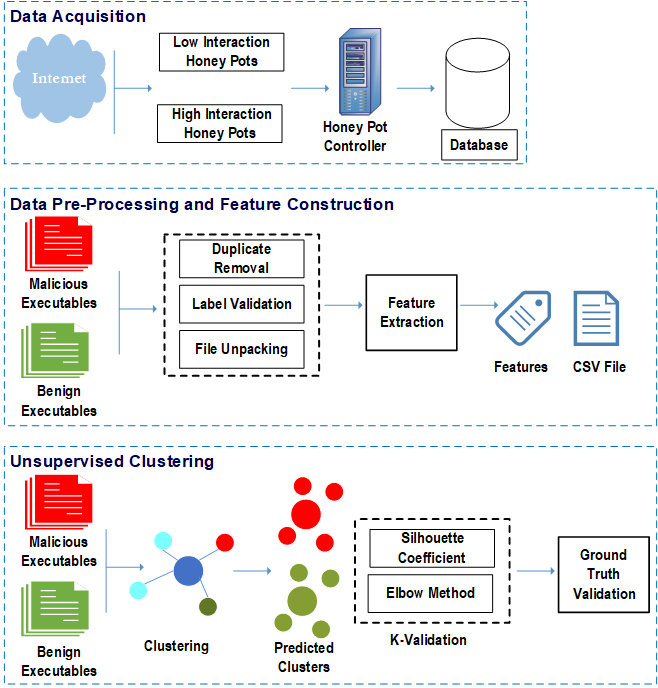 Data Acquisition
Internet
Low Interaction
Honey Pots
High Interaction
Honey Pots
Honey Pot
Controller
Database
Data Pre-Processing and Feature Construction
Malicious
Executables
Benign
Executables
Duplicate
Removal
Label Validation
File Unpacking
Feature
Extraction
Features
CSV File
Unsupervised Clustering
Malicious
Executables
Benign
Executables
Clustering
Predicted
Clusters
Silhouette
Coefficient
Elbow Method
K-Validation
Ground
Truth
Validation